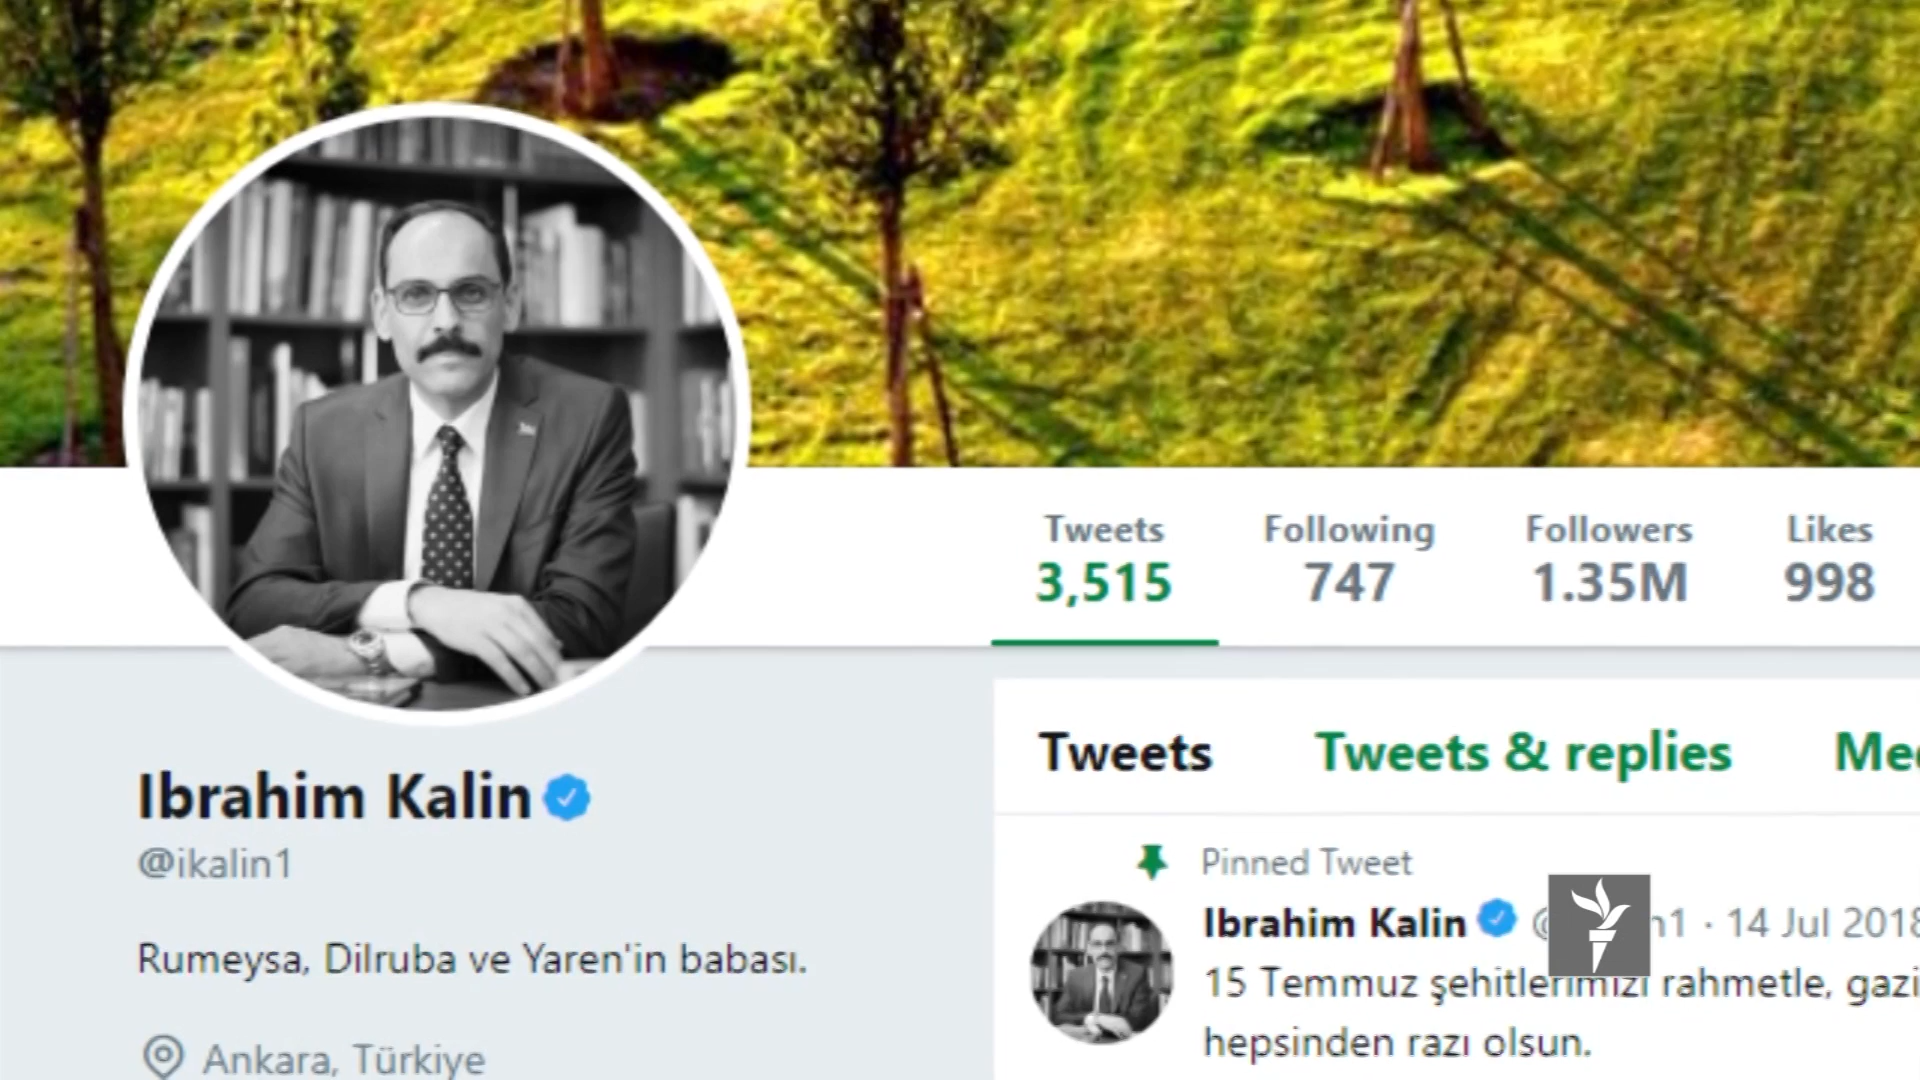 Tweets Following Followers Likes
3,515 747 1.35M 998
Ibrahim Kalin
@ikalin1
Rumeysa, Dilruba ve Yaren'in babası.
Ankara, Türkiye
Tweets Tweets & replies
Pinned Tweet
Ibrahim Kalin · 14 Jul 2018
15 Temmuz şehitlerimizi rahmetle,
hepsinden razı olsun.